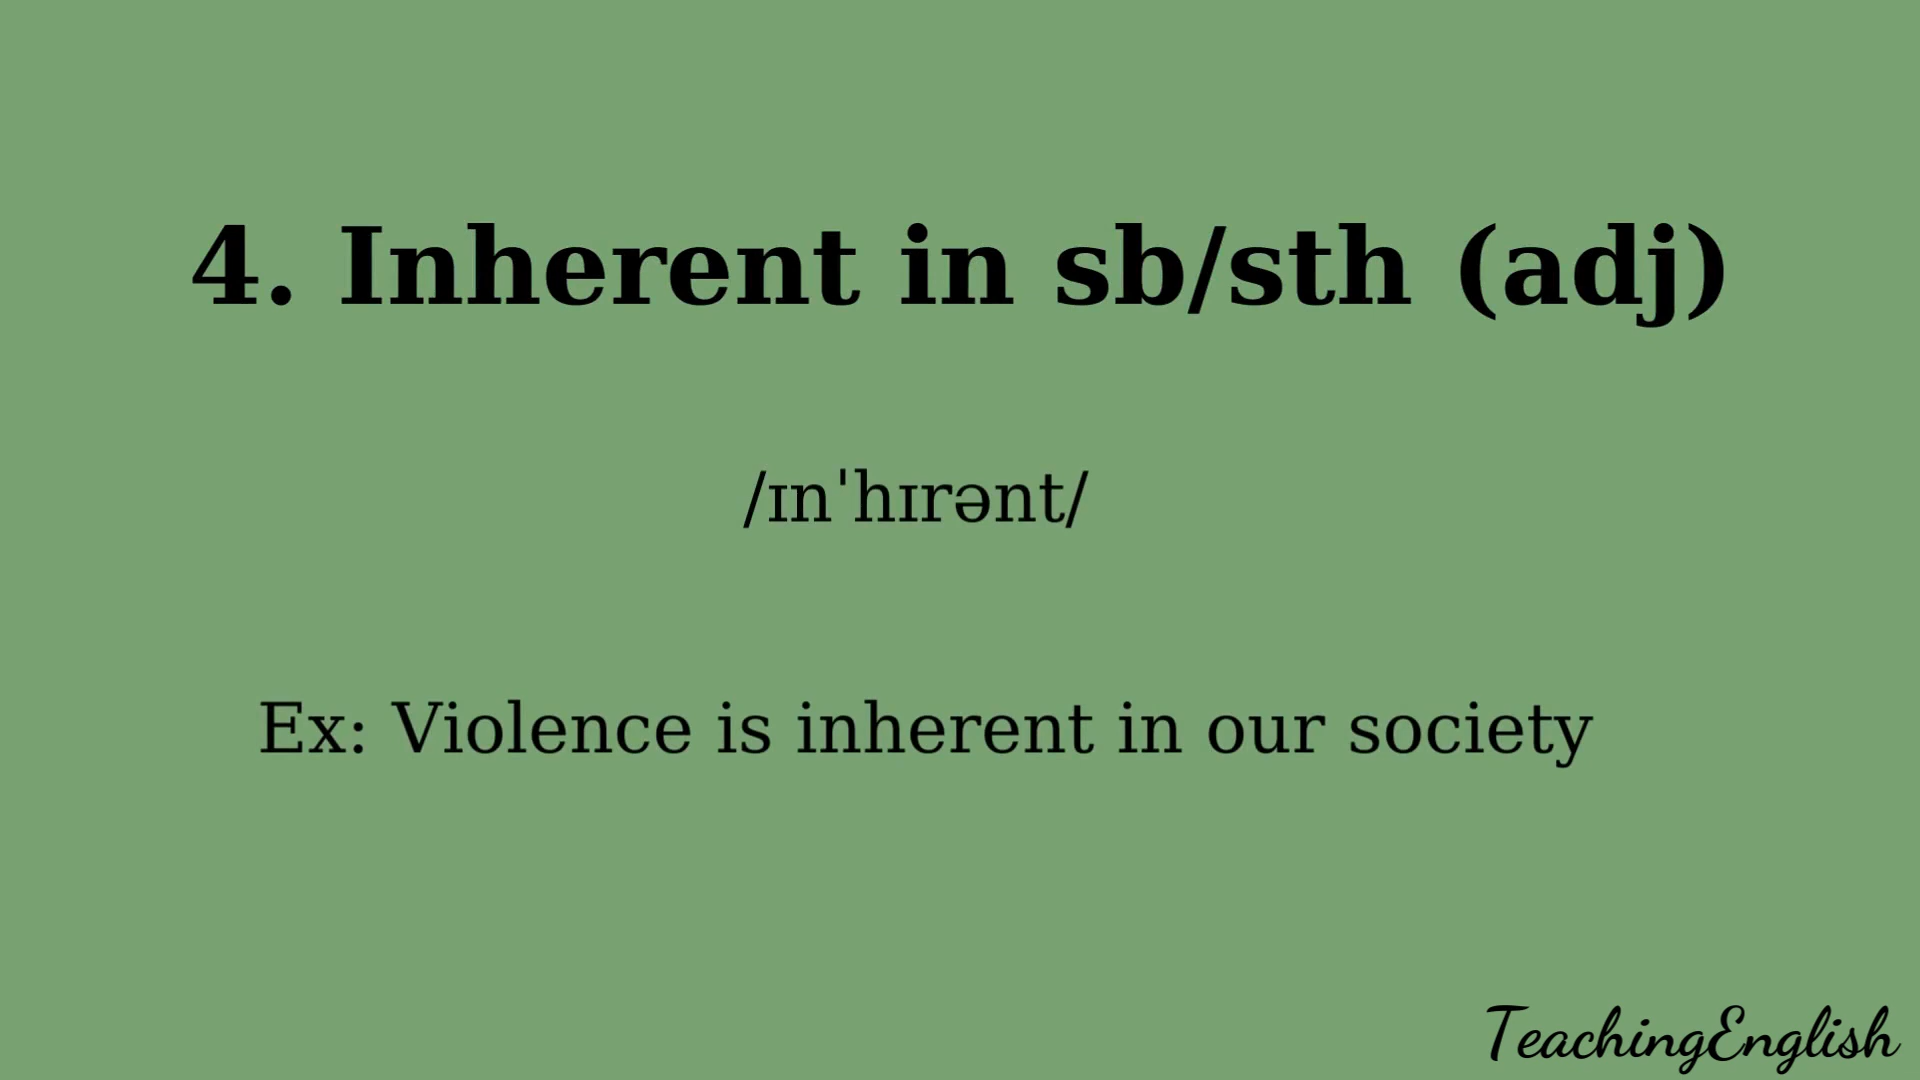 4. Inherent in sb/sth (adj)
/ɪnˈhɪrənt/
Ex: Violence is inherent in our society
TeachingEnglish